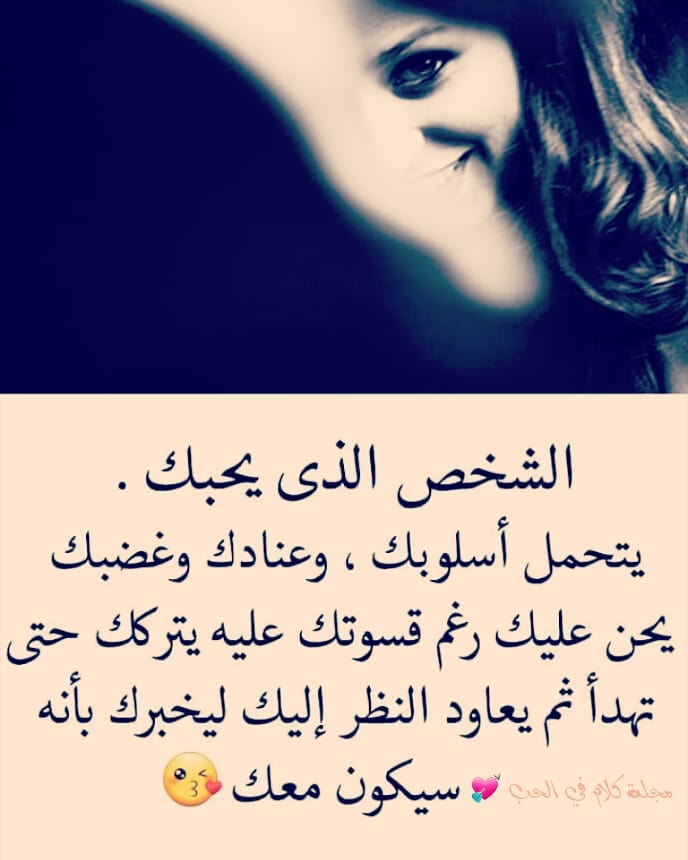 الشخص الذى يحبك .
يتحمل أسلوبك ، وعنادك وغضبك
يحن عليك رغم قسوتك عليه يتركك حتى
تهدأ ثم يعاود النظر إليك ليخبرك بأنه
سيكون معك 😘
مجلة كلام في الحب 💘